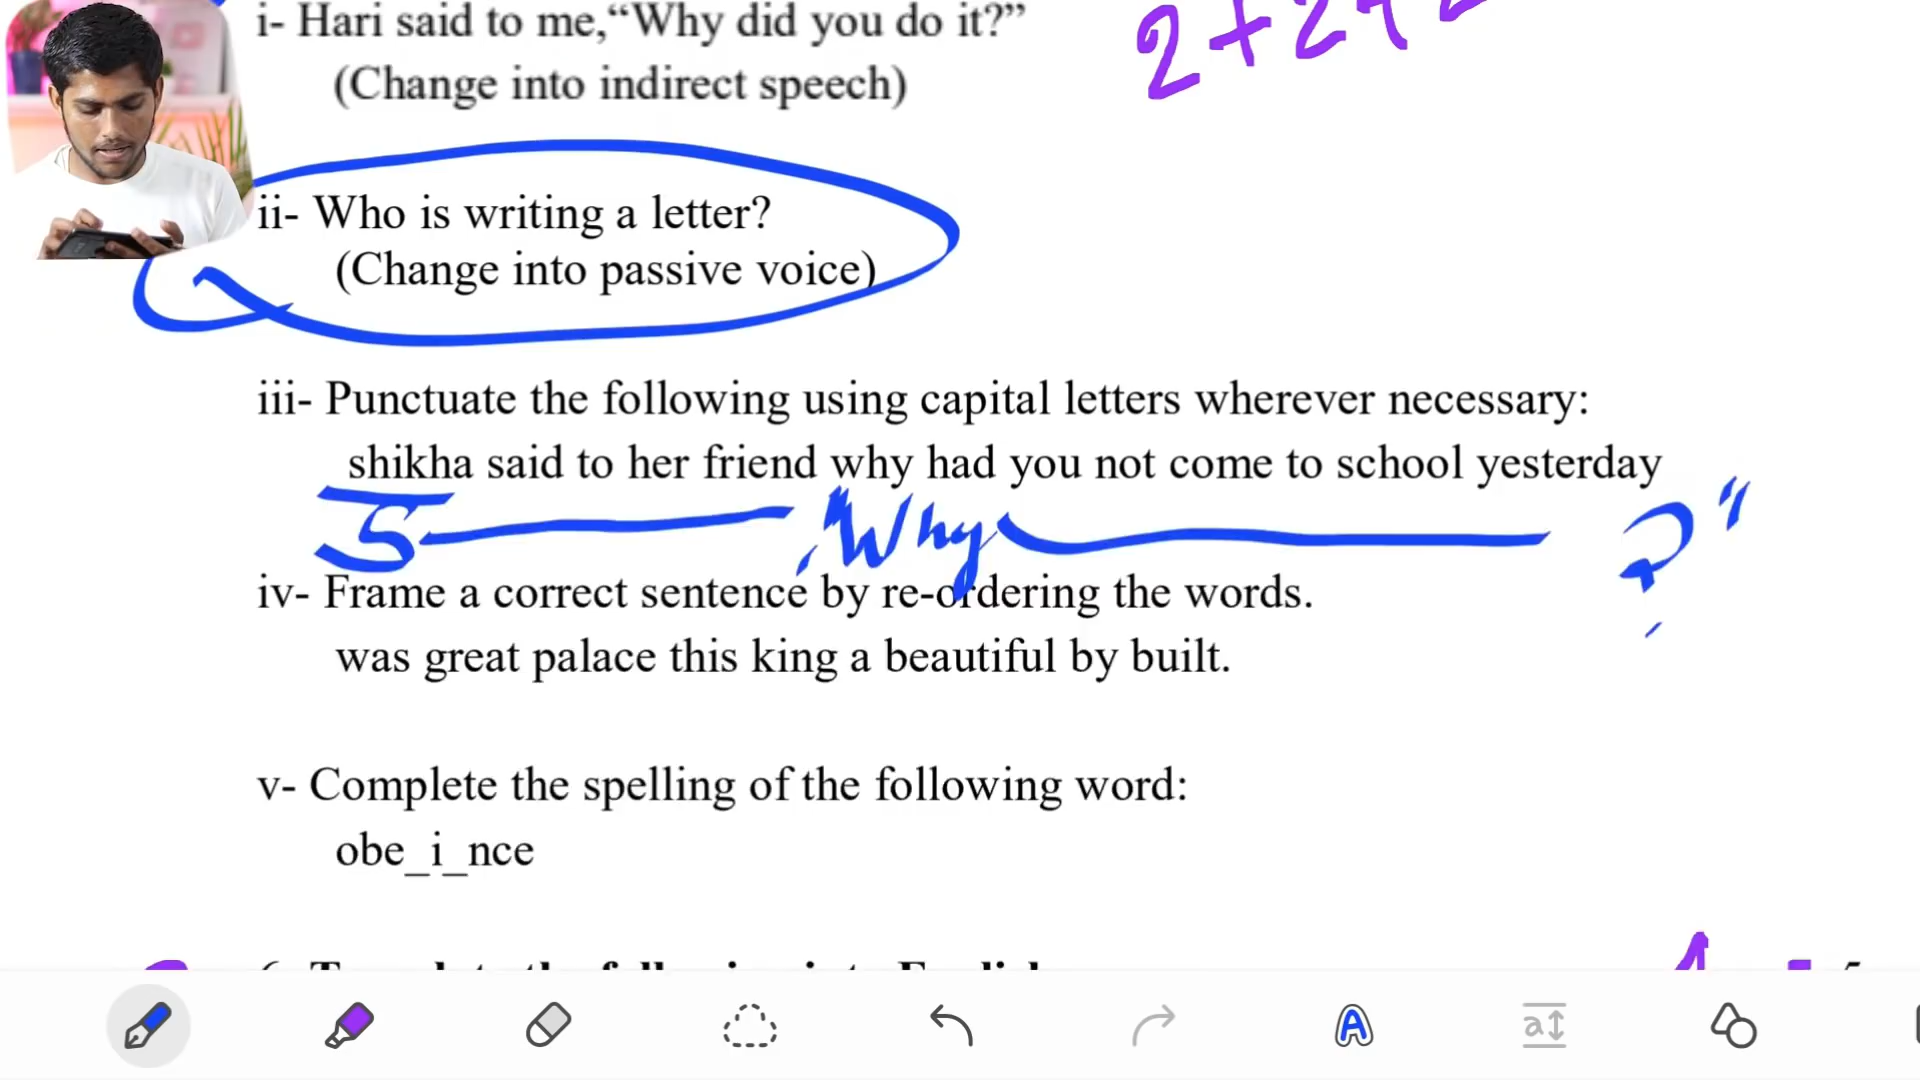 i- Hari said to me,“Why did you do it?”
2+2+2
(Change into indirect speech)
ii- Who is writing a letter?
(Change into passive voice)
iii- Punctuate the following using capital letters wherever necessary:
shikha said to her friend why had you not come to school yesterday
S , "Why ?"
iv- Frame a correct sentence by re-ordering the words.
was great palace this king a beautiful by built.
v- Complete the spelling of the following word:
obe_i_nce
A a